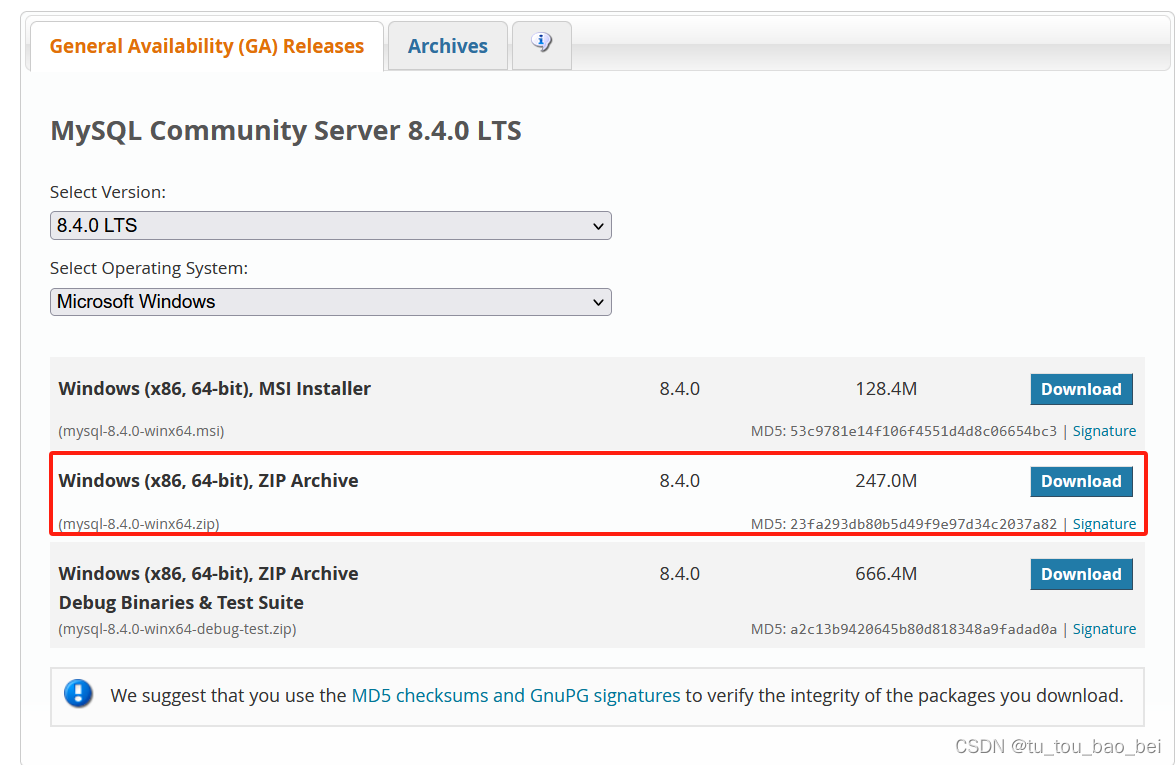 General Availability (GA) Releases Archives
MySQL Community Server 8.4.0 LTS
Select Version:
8.4.0 LTS
Select Operating System:
Microsoft Windows
Windows (x86, 64-bit), MSI Installer 8.4.0 128.4M Download
(mysql-8.4.0-winx64.msi) MD5: 53c9781e14f106f4551d4d8c06654bc3 | Signature
Windows (x86, 64-bit), ZIP Archive 8.4.0 247.0M Download
(mysql-8.4.0-winx64.zip) MD5: 23fa293db80b5d49f9e97d34c2037a82 | Signature
Windows (x86, 64-bit), ZIP Archive 8.4.0 666.4M Download
Debug Binaries & Test Suite
(mysql-8.4.0-winx64-debug-test.zip) MD5: a2c13b9420645b80d818348a9fadad0a | Signature
We suggest that you use the MD5 checksums and GnuPG signatures to verify the integrity of the packages you download.
CSDN @tu_tou_bao_bei